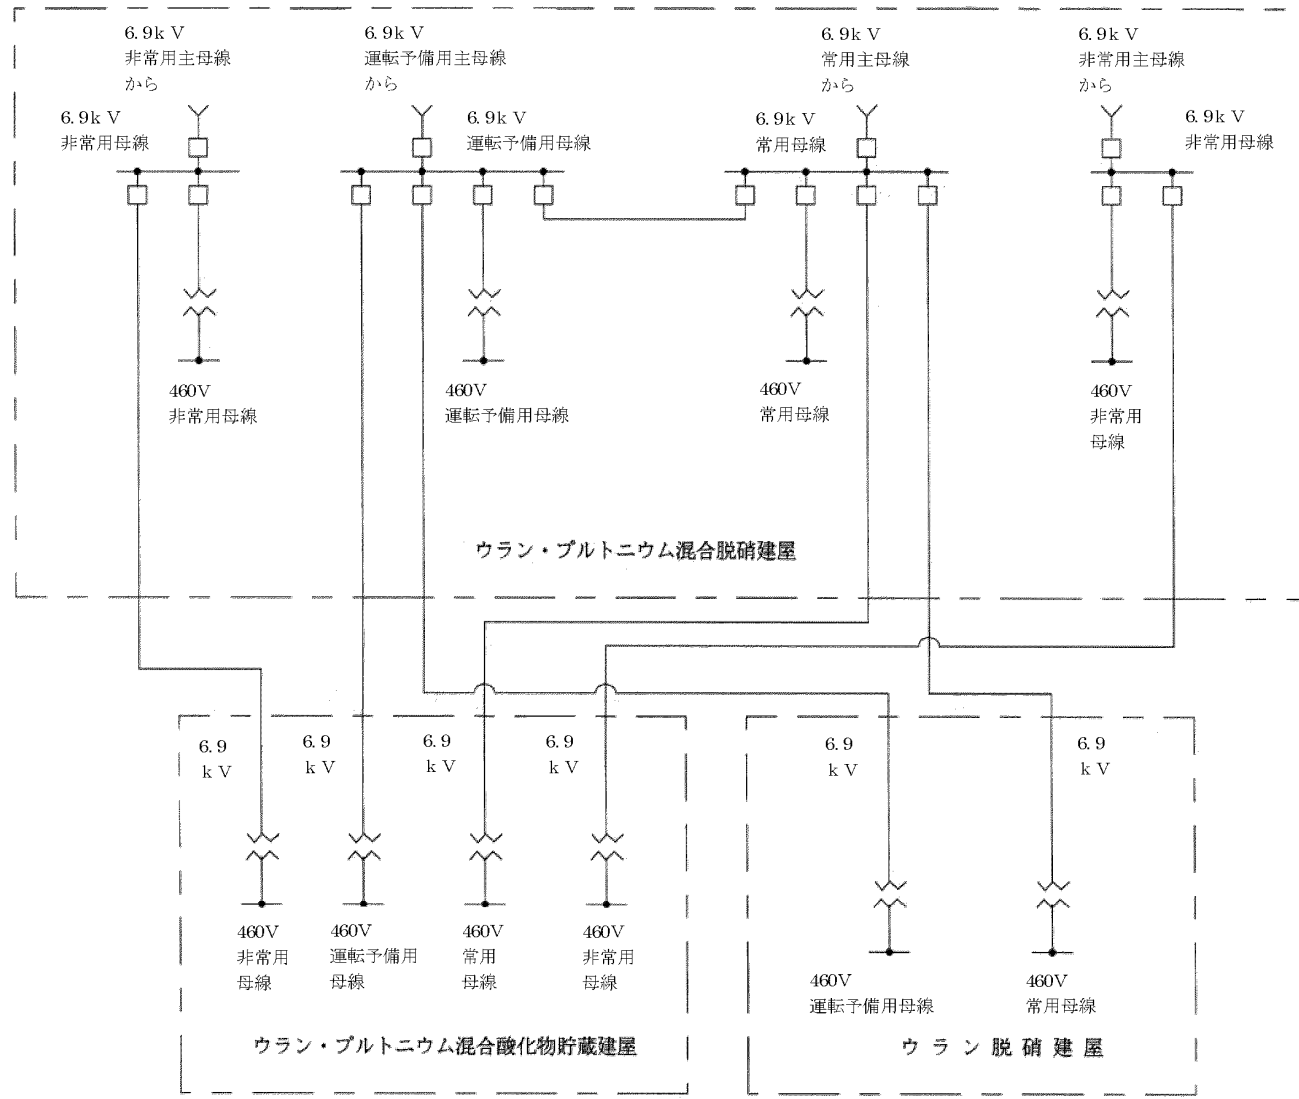 6.9kV
非常用主母線
から
6.9kV
運転予備用主母線
から
6.9kV
常用主母線
から
6.9kV
非常用主母線
から
6.9kV
非常用母線
6.9kV
運転予備用母線
6.9kV
常用母線
6.9kV
非常用母線
460V
非常用母線
460V
運転予備用母線
460V
常用母線
460V
非常用
母線
ウラン・プルトニウム混合脱硝建屋
6.9
kV
6.9
kV
6.9
kV
6.9
kV
6.9
kV
6.9
kV
460V
非常用
母線
460V
運転予備用
母線
460V
常用
母線
460V
非常用
母線
460V
運転予備用母線
460V
常用母線
ウラン・プルトニウム混合酸化物貯蔵建屋
ウラン脱硝建屋